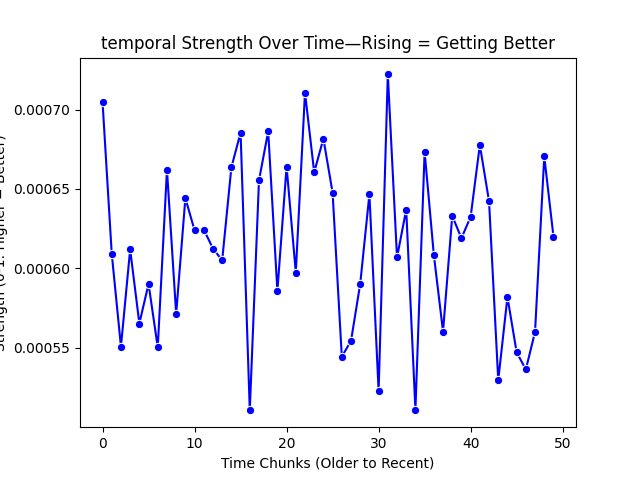 temporal Strength Over Time—Rising = Getting Better
Strength (0-1: Higher = Better)
0.00070
0.00065
0.00060
0.00055
0 10 20 30 40 50
Time Chunks (Older to Recent)